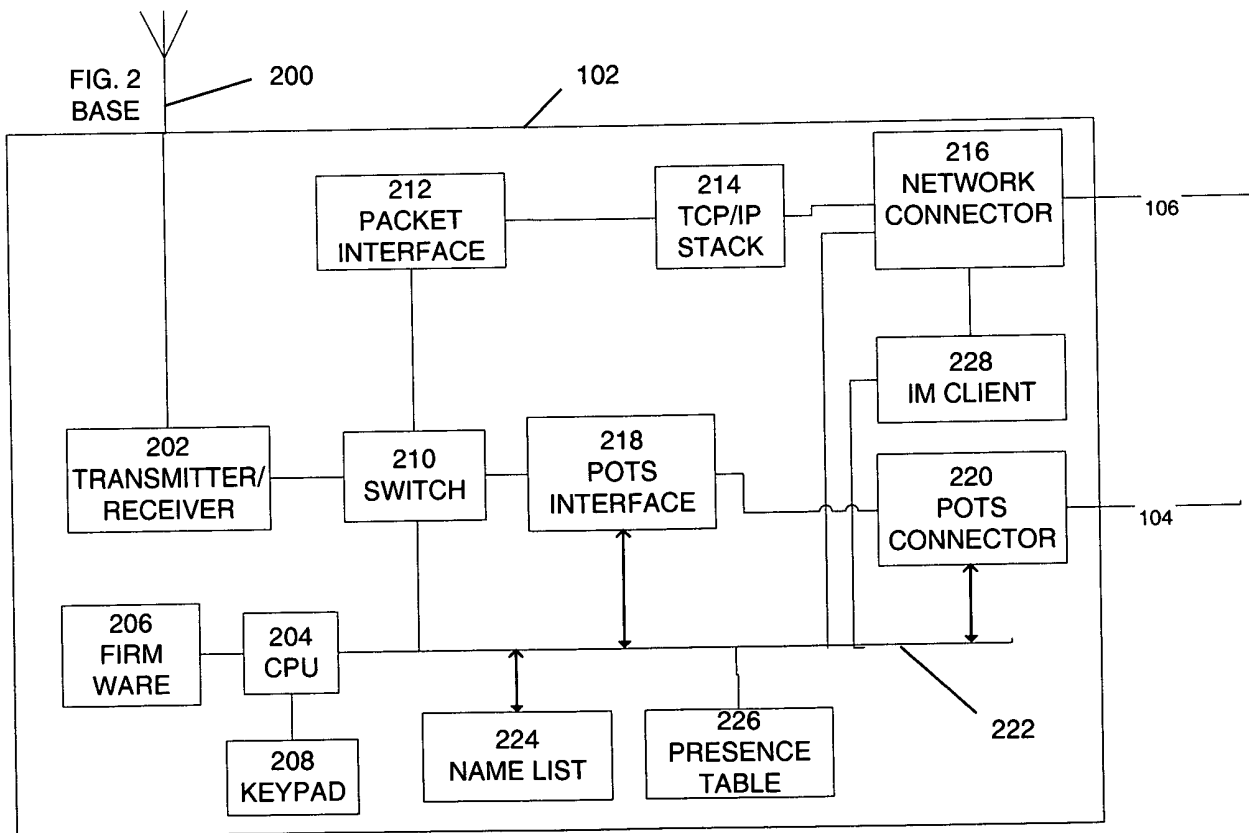 FIG. 2
BASE
200
102
212
PACKET
INTERFACE
214
TCP/IP
STACK
216
NETWORK
CONNECTOR
106
228
IM CLIENT
202
TRANSMITTER/
RECEIVER
210
SWITCH
218
POTS
INTERFACE
220
POTS
CONNECTOR
104
206
FIRM
WARE
204
CPU
208
KEYPAD
224
NAME LIST
226
PRESENCE
TABLE
222